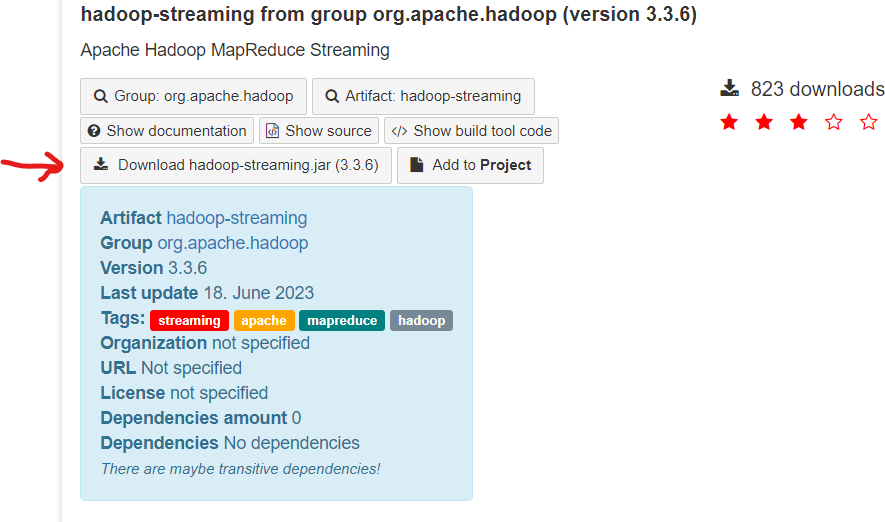 hadoop-streaming from group org.apache.hadoop (version 3.3.6)
Apache Hadoop MapReduce Streaming
Group: org.apache.hadoop Artifact: hadoop-streaming
823 downloads
Show documentation Show source Show build tool code
Download hadoop-streaming.jar (3.3.6) Add to Project
Artifact hadoop-streaming
Group org.apache.hadoop
Version 3.3.6
Last update 18. June 2023
Tags: streaming apache mapreduce hadoop
Organization not specified
URL Not specified
License not specified
Dependencies amount 0
Dependencies No dependencies
There are maybe transitive dependencies!